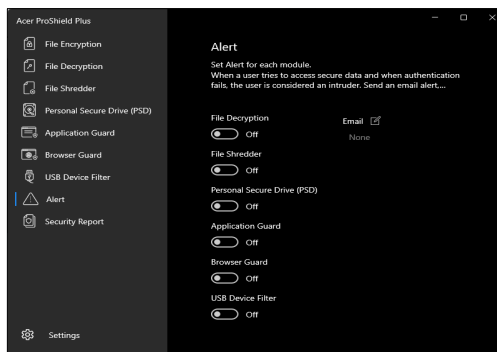 Acer ProShield Plus
File Encryption
File Decryption
File Shredder
Personal Secure Drive (PSD)
Application Guard
Browser Guard
USB Device Filter
Alert
Security Report
Settings
Alert
Set Alert for each module.
When a user tries to access secure data and when authentication
fails, the user is considered an intruder. Send an email alert,...
File Decryption
Off
Email
None
File Shredder
Off
Personal Secure Drive (PSD)
Off
Application Guard
Off
Browser Guard
Off
USB Device Filter
Off